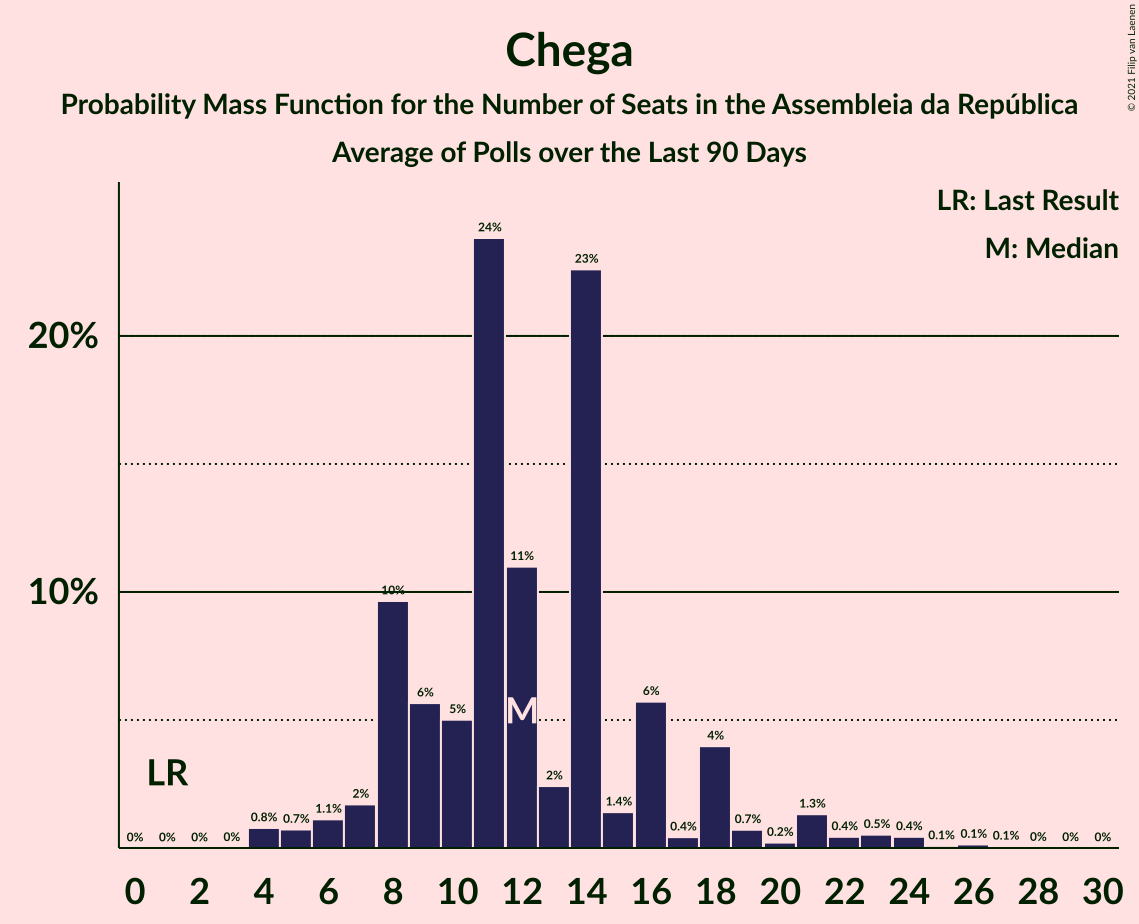 Chega
Probability Mass Function for the Number of Seats in the Assembleia da República
Average of Polls over the Last 90 Days
© 2021 Filip van Laenen
LR: Last Result
M: Median
20%
10%
0% 0% 0% 0% 0.8% 0.7% 1.1% 2% 10% 6% 5% 24% 11% 2% 23% 1.4% 6% 0.4% 4% 0.7% 0.2% 1.3% 0.4% 0.5% 0.4% 0.1% 0.1% 0.1% 0% 0% 0%
M
LR
0 2 4 6 8 10 12 14 16 18 20 22 24 26 28 30